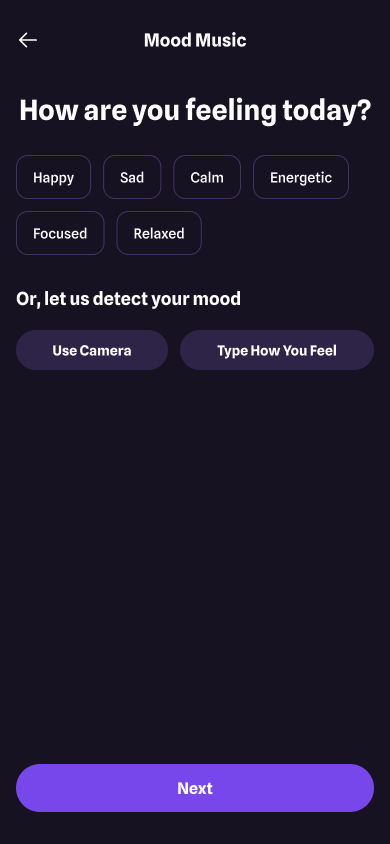 Mood Music
How are you feeling today?
Happy Sad Calm Energetic
Focused Relaxed
Or, let us detect your mood
Use Camera Type How You Feel
Next